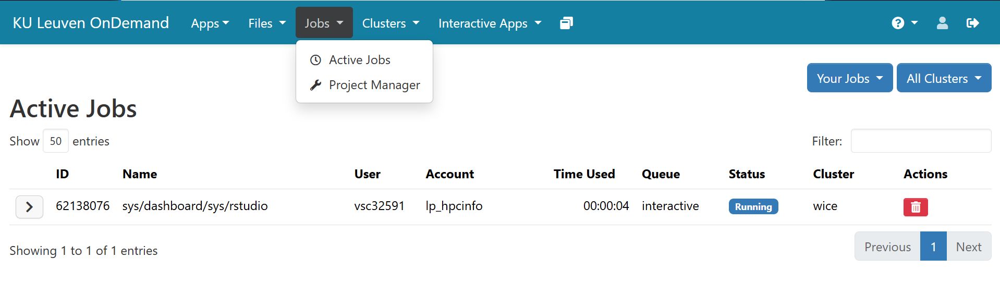 KU Leuven OnDemand Apps Files Jobs Clusters Interactive Apps
Active Jobs
Project Manager
Your Jobs All Clusters
Active Jobs
Show 50 entries Filter:
ID Name User Account Time Used Queue Status Cluster Actions
62138076 sys/dashboard/sys/rstudio vsc32591 lp_hpcinfo 00:00:04 interactive Running wice
Showing 1 to 1 of 1 entries Previous 1 Next